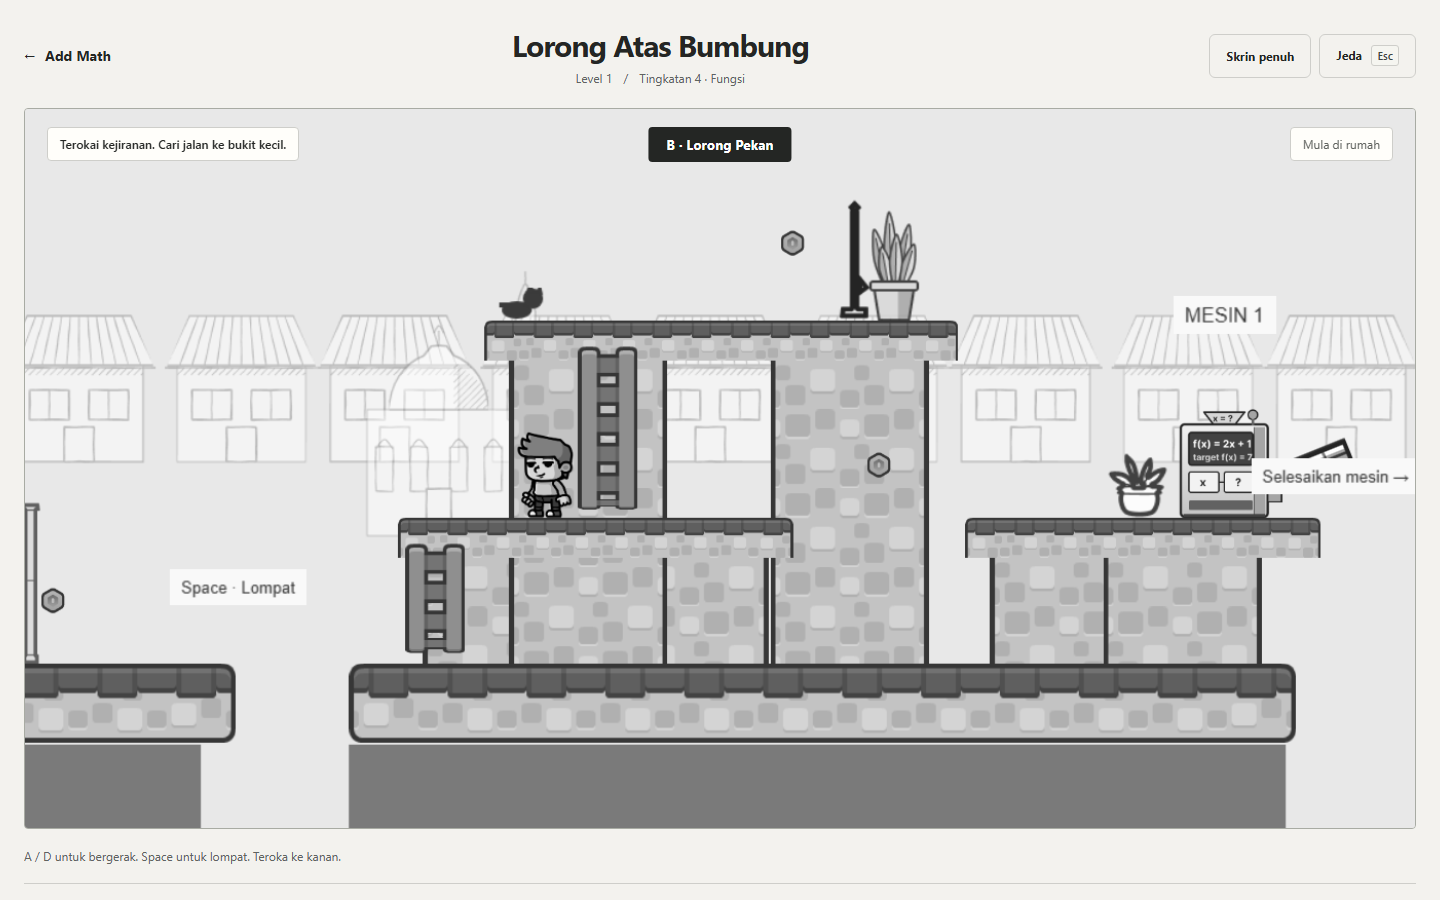 ← Add Math
Lorong Atas Bumbung
Level 1 / Tingkatan 4 · Fungsi
Skrin penuh
Jeda Esc
Terokai kejiranan. Cari jalan ke bukit kecil.
B · Lorong Pekan
Mula di rumah
MESIN 1
x = ?
f(x) = 2x + 1
target f(x) = 7
x ?
Selesaikan mesin →
Space · Lompat
A / D untuk bergerak. Space untuk lompat. Teroka ke kanan.